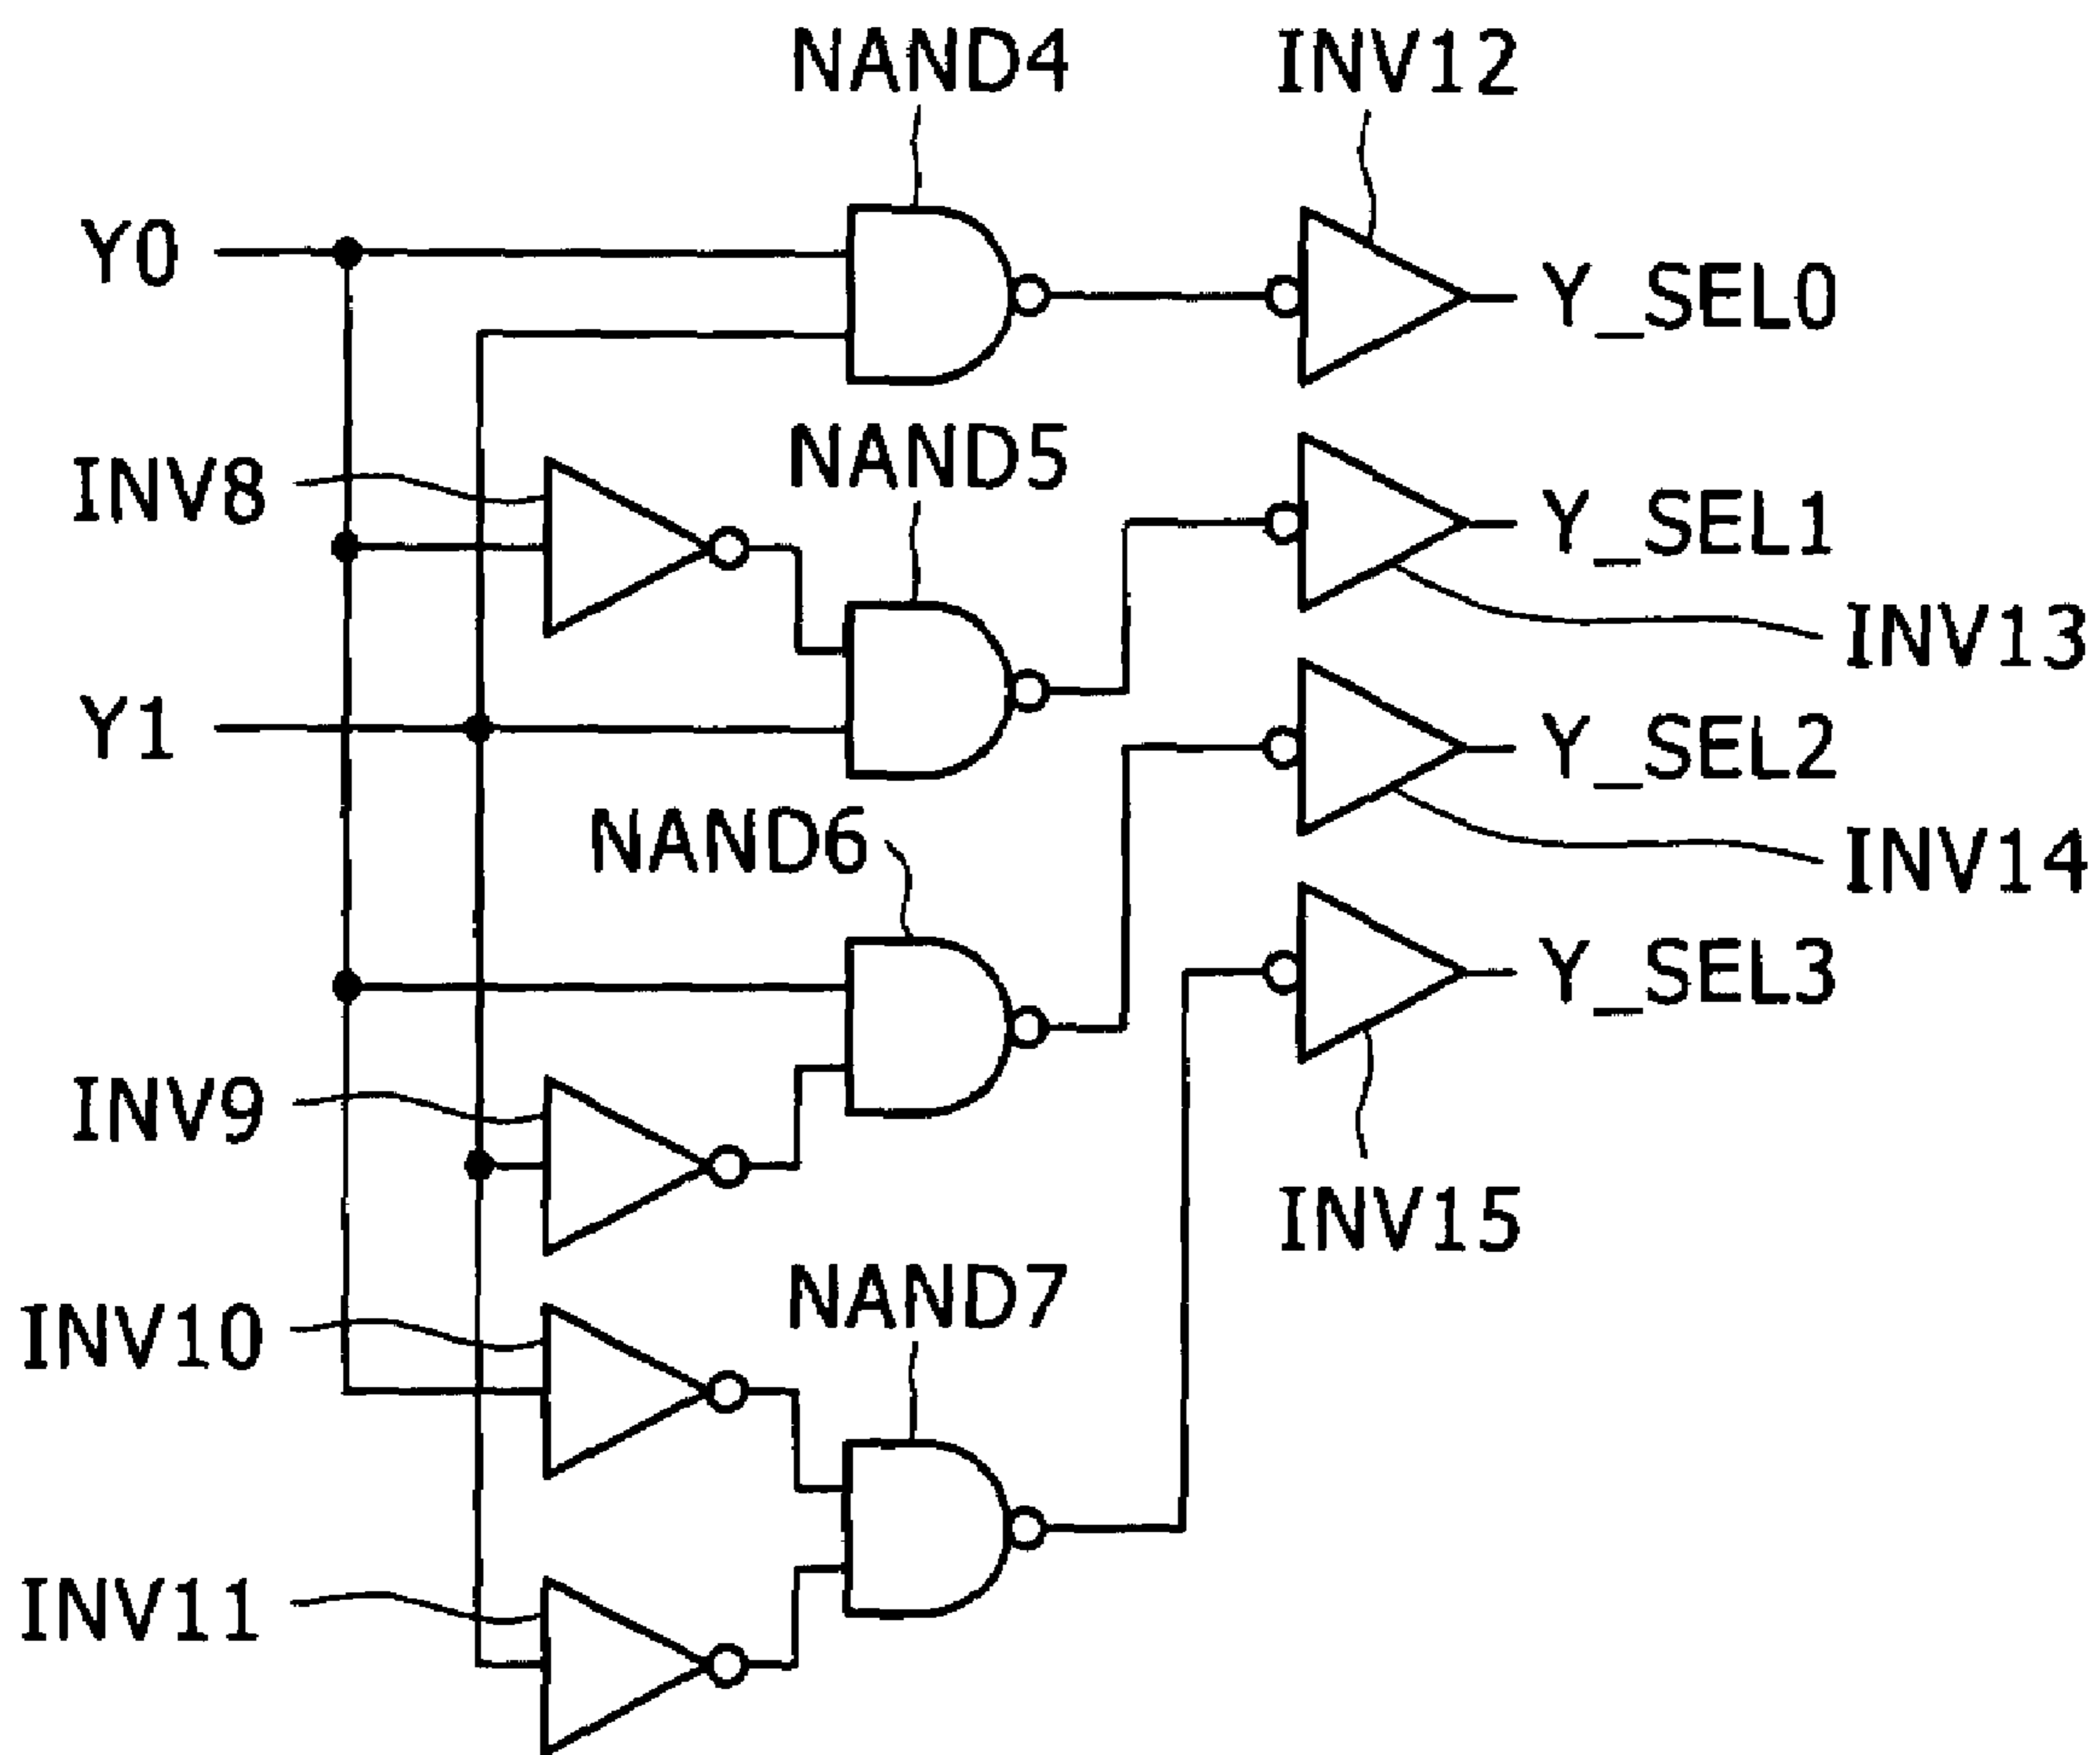 NAND4
INV12
Y0
Y_SEL0
INV8
NAND5
Y_SEL1
INV13
Y1
Y_SEL2
NAND6
INV14
Y_SEL3
INV9
INV15
INV10
NAND7
INV11